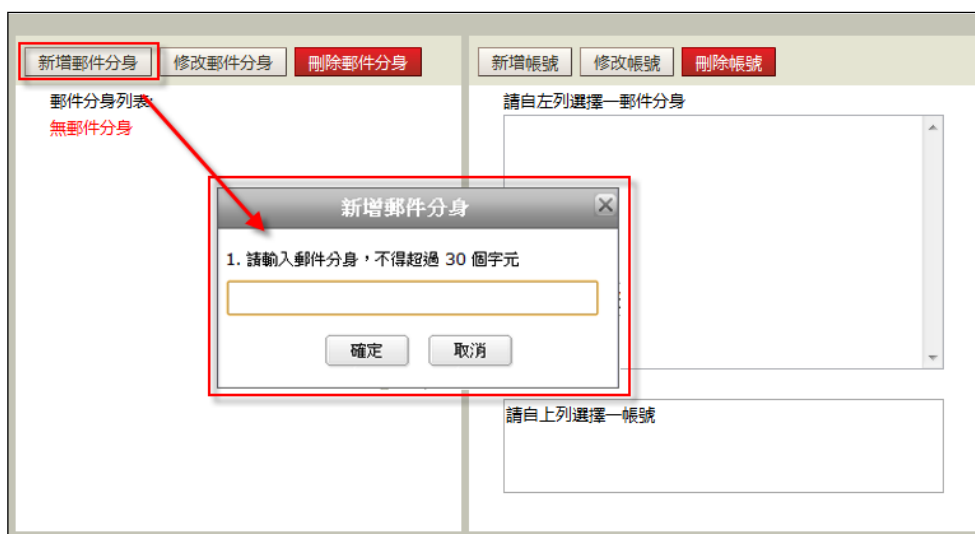 新增郵件分身 修改郵件分身 刪除郵件分身
新增帳號 修改帳號 刪除帳號
郵件分身列表:
無郵件分身
請自左列選擇一郵件分身
新增郵件分身
1. 請輸入郵件分身，不得超過 30 個字元
確定 取消
請自上列選擇一帳號